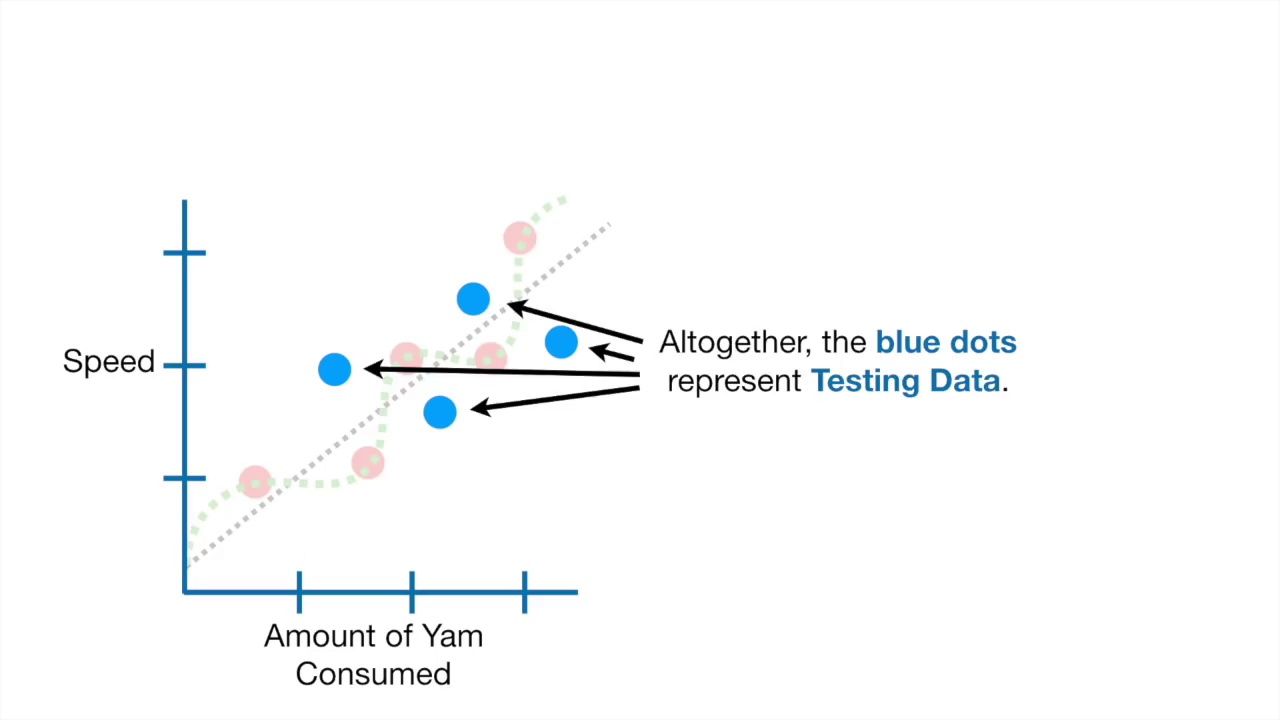 Speed
Altogether, the blue dots
represent Testing Data.
Amount of Yam
Consumed